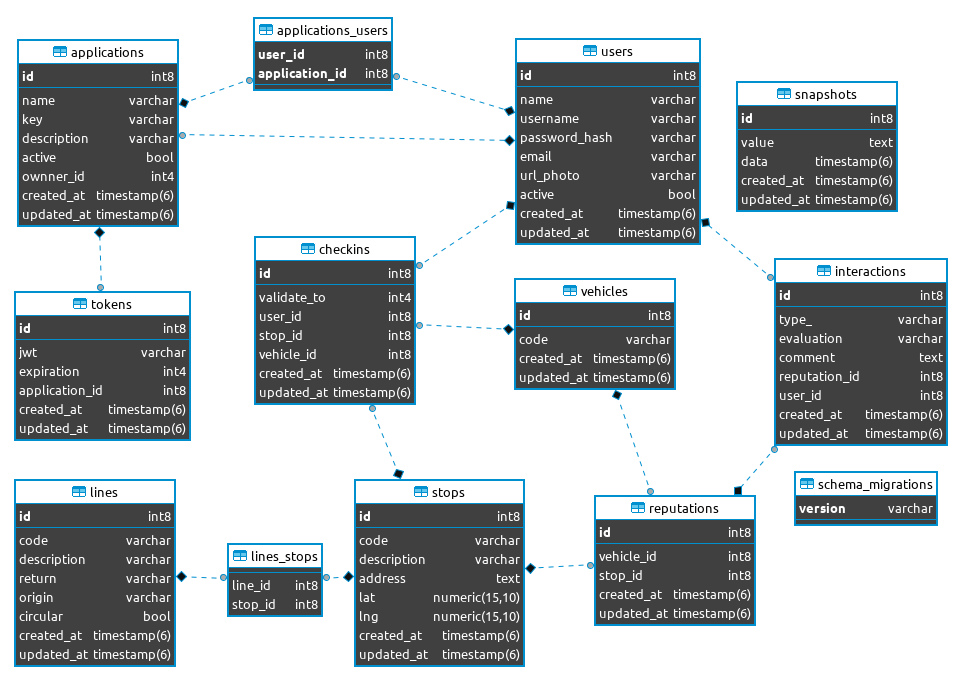 applications
id int8
name varchar
key varchar
description varchar
active bool
ownner_id int4
created_at timestamp(6)
updated_at timestamp(6)
applications_users
user_id int8
application_id int8
users
id int8
name varchar
username varchar
password_hash varchar
email varchar
url_photo varchar
active bool
created_at timestamp(6)
updated_at timestamp(6)
snapshots
id int8
value text
data timestamp(6)
created_at timestamp(6)
updated_at timestamp(6)
tokens
id int8
jwt varchar
expiration int4
application_id int8
created_at timestamp(6)
updated_at timestamp(6)
checkins
id int8
validate_to int4
user_id int8
stop_id int8
vehicle_id int8
created_at timestamp(6)
updated_at timestamp(6)
vehicles
id int8
code varchar
created_at timestamp(6)
updated_at timestamp(6)
interactions
id int8
type_ varchar
evaluation varchar
comment text
reputation_id int8
user_id int8
created_at timestamp(6)
updated_at timestamp(6)
lines
id int8
code varchar
description varchar
return varchar
origin varchar
circular bool
created_at timestamp(6)
updated_at timestamp(6)
lines_stops
line_id int8
stop_id int8
stops
id int8
code varchar
description varchar
address text
lat numeric(15,10)
lng numeric(15,10)
created_at timestamp(6)
updated_at timestamp(6)
reputations
id int8
vehicle_id int8
stop_id int8
created_at timestamp(6)
updated_at timestamp(6)
schema_migrations
version varchar